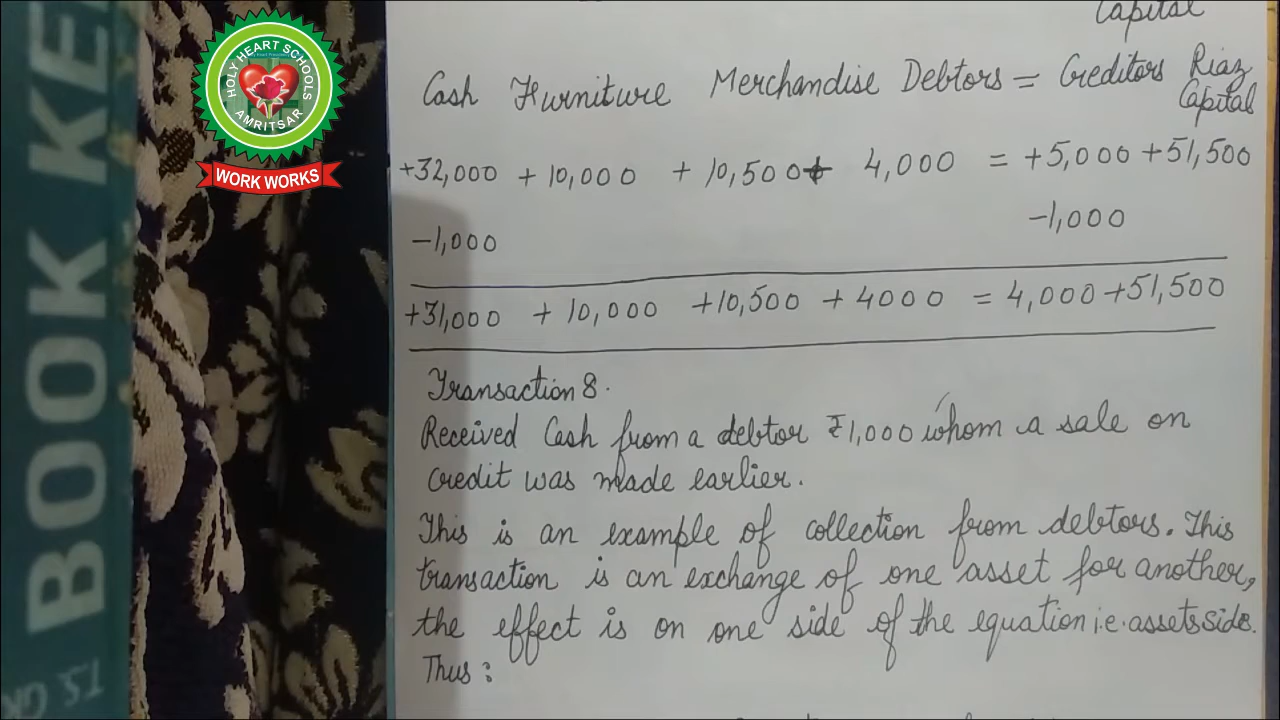 BOOK KE
HOLY HEART SCHOOLS
AMRITSAR
WORK WORKS
Capital
Cash Furniture Merchandise Debtors = Creditors Riaz
Capital
+32,000 + 10,000 + 10,500 + 4,000 = +5,000 +51,500
-1,000 -1,000
+31,000 + 10,000 +10,500 + 4000 = 4,000 +51,500
Transaction 8.
Received Cash from a debtor ₹1,000 whom a sale on
credit was made earlier.
This is an example of collection from debtors. This
transaction is an exchange of one asset for another,
the effect is on one side of the equation i.e. assets side.
Thus :